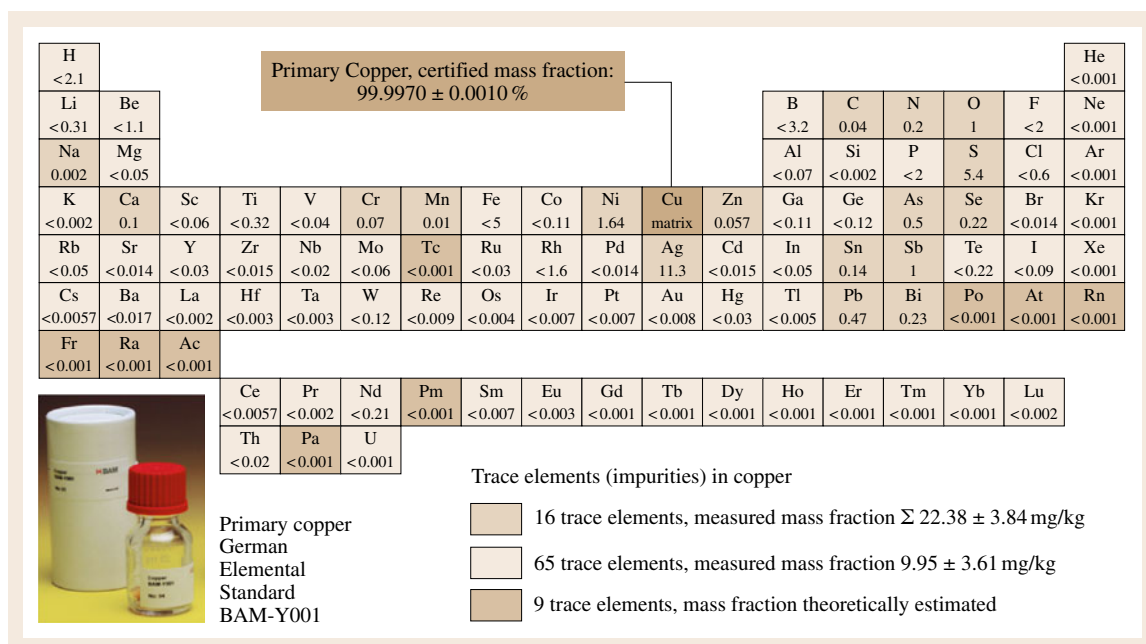 H He
<2.1 <0.001
Primary Copper, certified mass fraction:
99.9970 ± 0.0010 %
Li Be B C N O F Ne
<0.31 <1.1 <3.2 0.04 0.2 1 <2 <0.001
Na Mg Al Si P S Cl Ar
0.002 <0.05 <0.07 <0.002 <2 5.4 <0.6 <0.001
K Ca Sc Ti V Cr Mn Fe Co Ni Cu Zn Ga Ge As Se Br Kr
<0.002 0.1 <0.06 <0.32 <0.04 0.07 0.01 <5 <0.11 1.64 matrix 0.057 <0.11 <0.12 0.5 0.22 <0.014 <0.001
Rb Sr Y Zr Nb Mo Tc Ru Rh Pd Ag Cd In Sn Sb Te I Xe
<0.05 <0.014 <0.03 <0.015 <0.02 <0.06 <0.001 <0.03 <1.6 <0.014 11.3 <0.015 <0.05 0.14 1 <0.22 <0.09 <0.001
Cs Ba La Hf Ta W Re Os Ir Pt Au Hg Tl Pb Bi Po At Rn
<0.0057 <0.017 <0.002 <0.003 <0.003 <0.12 <0.009 <0.004 <0.007 <0.007 <0.008 <0.03 <0.005 0.47 0.23 <0.001 <0.001 <0.001
Fr Ra Ac
<0.001 <0.001 <0.001
Ce Pr Nd Pm Sm Eu Gd Tb Dy Ho Er Tm Yb Lu
<0.0057 <0.002 <0.21 <0.001 <0.007 <0.003 <0.001 <0.001 <0.001 <0.001 <0.001 <0.001 <0.001 <0.002
Th Pa U
<0.02 <0.001 <0.001
BAM
Copper
BAM-Y001
Copper
BAM-Y001
Primary copper
German
Elemental
Standard
BAM-Y001
Trace elements (impurities) in copper
16 trace elements, measured mass fraction Σ 22.38 ± 3.84 mg/kg
65 trace elements, measured mass fraction 9.95 ± 3.61 mg/kg
9 trace elements, mass fraction theoretically estimated